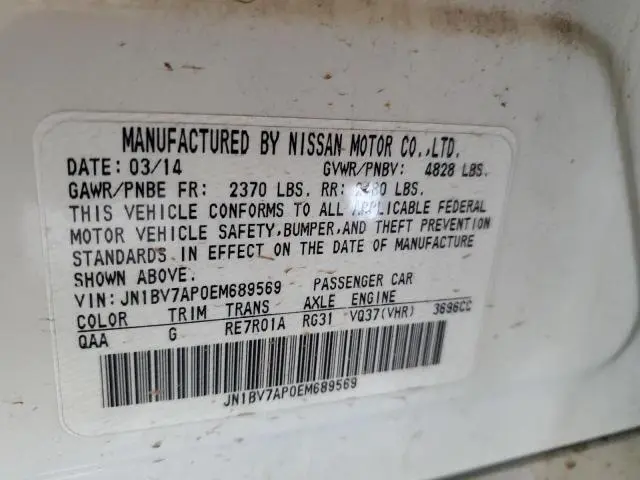 MANUFACTURED BY NISSAN MOTOR CO.,LTD.
DATE: 03/14 GVWR/PNBV: 4828 LBS.
GAWR/PNBE FR: 2370 LBS. RR: LBS.
THIS VEHICLE CONFORMS TO ALL APPLICABLE FEDERAL
MOTOR VEHICLE SAFETY,BUMPER,AND THEFT PREVENTION
STANDARDS IN EFFECT ON THE DATE OF MANUFACTURE
SHOWN ABOVE.
VIN: JN1BV7AP0EM689569 PASSENGER CAR
COLOR TRIM TRANS AXLE ENGINE
QAA G RE7R01A RG31 VQ37(VHR) 3696CC
JN1BV7AP0EM689569